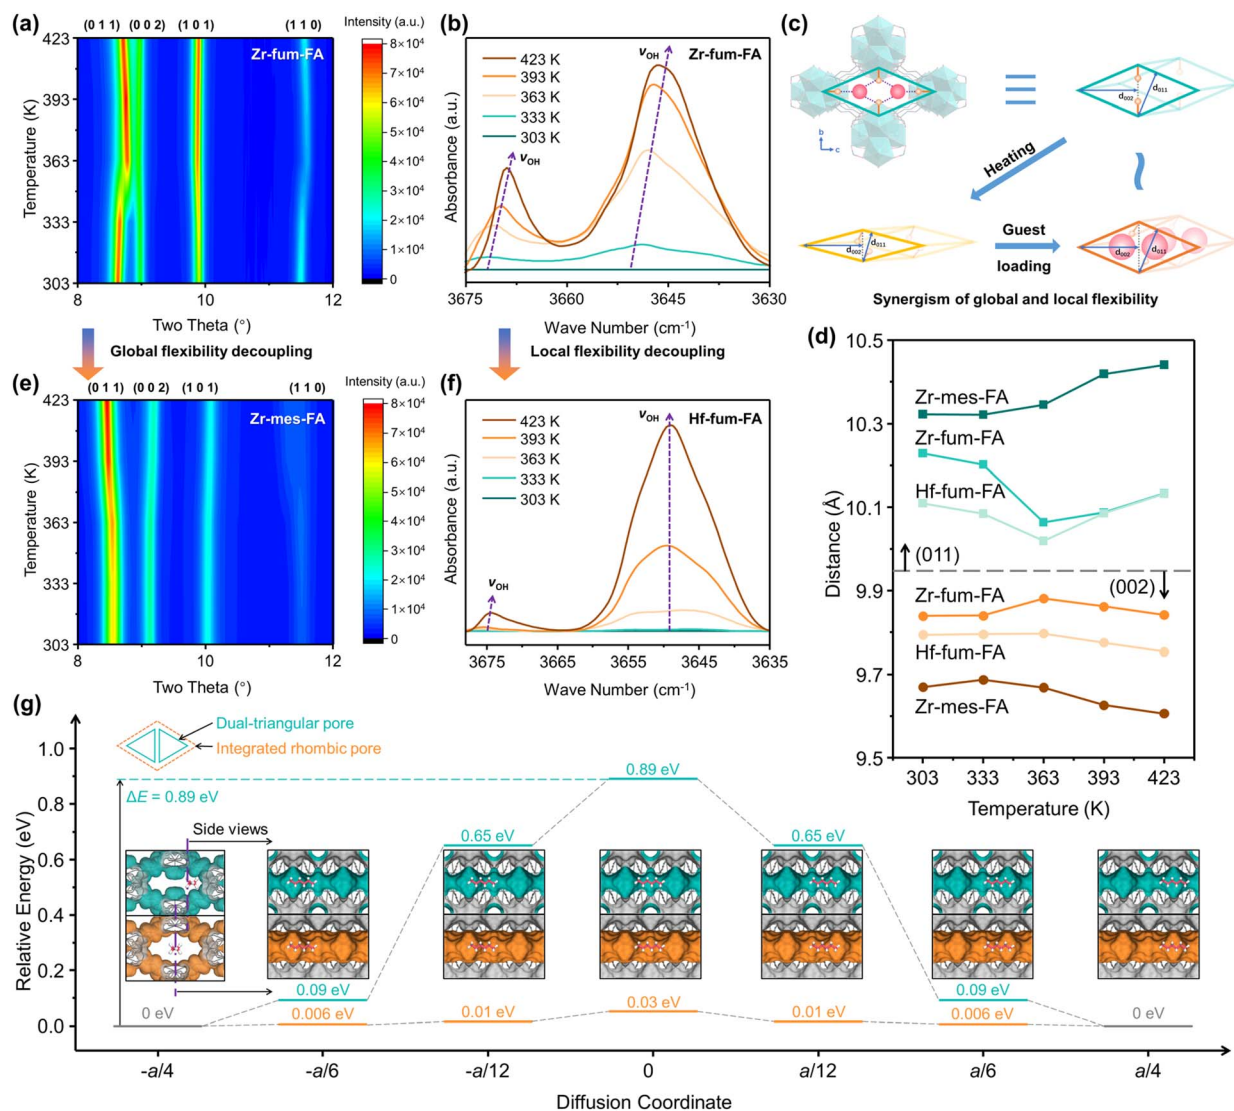 (a)
(0 1 1) (0 0 2) (1 0 1) (1 1 0)
Intensity (a.u.)
Zr-fum-FA
423
393
363
333
303
Temperature (K)
8 9 10 12
8×10⁴
7×10⁴
6×10⁴
5×10⁴
4×10⁴
3×10⁴
2×10⁴
1×10⁴
0
Two Theta (°)
Global flexibility decoupling
(b)
Zr-fum-FA
423 K
393 K
363 K
333 K
303 K
νOH
νOH
Absorbance (a.u.)
3675 3660 3645 3630
Wave Number (cm⁻¹)
Local flexibility decoupling
(c)
b
c
d002
d011
Heating
d002
d011
Guest
loading
d002
d011
Synergism of global and local flexibility
(d)
10.5
10.3
10.1
9.9
9.7
9.5
Distance (Å)
Zr-mes-FA
Zr-fum-FA
Hf-fum-FA
(011)
(002)
Zr-fum-FA
Hf-fum-FA
Zr-mes-FA
303 333 363 393 423
Temperature (K)
(e)
(0 1 1) (0 0 2) (1 0 1) (1 1 0)
Intensity (a.u.)
Zr-mes-FA
423
393
363
333
303
Temperature (K)
8 10 12
8×10⁴
7×10⁴
6×10⁴
5×10⁴
4×10⁴
3×10⁴
2×10⁴
1×10⁴
0
Two Theta (°)
(f)
Hf-fum-FA
423 K
393 K
363 K
333 K
303 K
νOH
νOH
Absorbance (a.u.)
3675 3665 3655 3645 3635
Wave Number (cm⁻¹)
(g)
Dual-triangular pore
Integrated rhombic pore
1.0
0.8
0.6
0.4
0.2
0.0
Relative Energy (eV)
ΔE = 0.89 eV
Side views
0.89 eV
0.65 eV 0.65 eV
0.09 eV 0.09 eV
0 eV 0.006 eV 0.01 eV 0.03 eV 0.01 eV 0.006 eV 0 eV
-a/4 -a/6 -a/12 0 a/12 a/6 a/4
Diffusion Coordinate